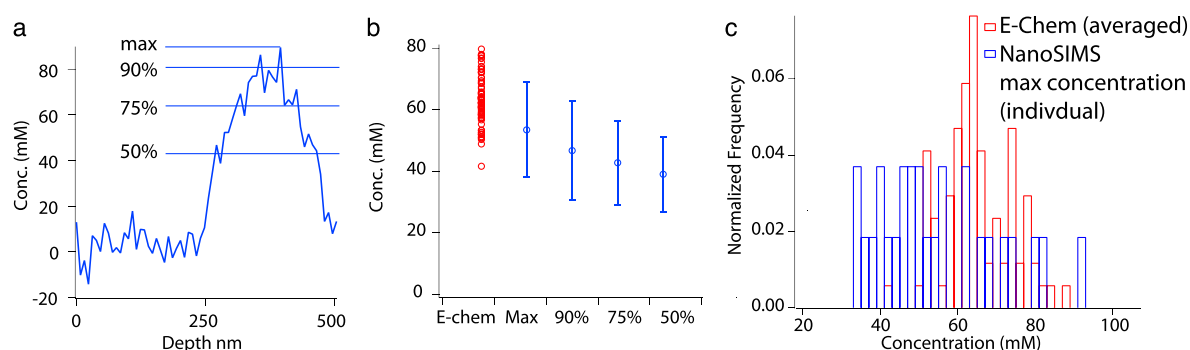 a
Conc. (mM)
80
60
40
20
0
-20
max
90%
75%
50%
0
250
500
Depth nm
b
Conc. (mM)
80
60
40
20
0
E-chem
Max
90%
75%
50%
c
Normalized Frequency
0.06
0.04
0.02
0.00
E-Chem (averaged)
NanoSIMS
max concentration
(indivdual)
20
40
60
80
100
Concentration (mM)